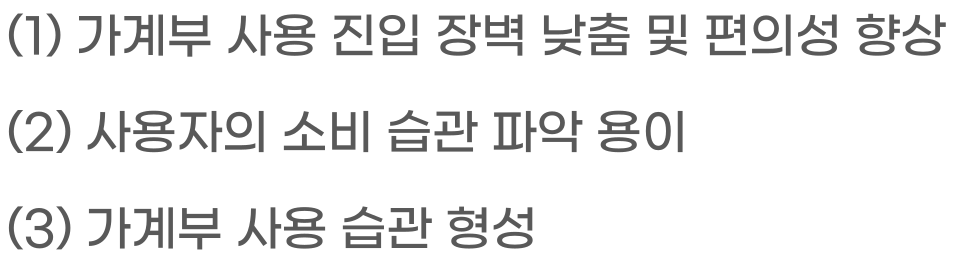 (1) 가계부 사용 진입 장벽 낮춤 및 편의성 향상
(2) 사용자의 소비 습관 파악 용이
(3) 가계부 사용 습관 형성